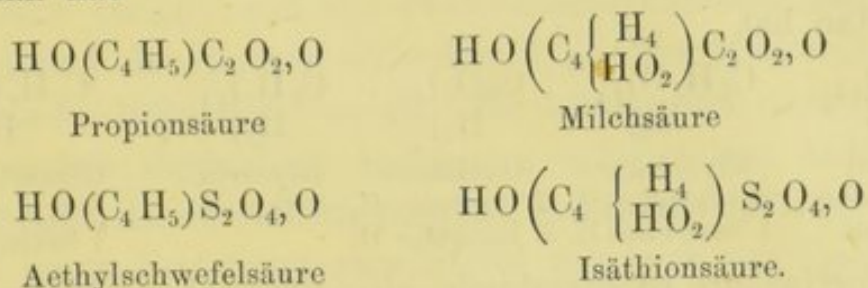 HO(C₄H₅)C₂O₂,O HO(C₄{H₄ HO₂)C₂O₂,O
Propionsäure Milchsäure
HO(C₄H₅)S₂O₄,O HO(C₄ {H₄ HO₂) S₂O₄,O
Aethylschwefelsäure Isäthionsäure.